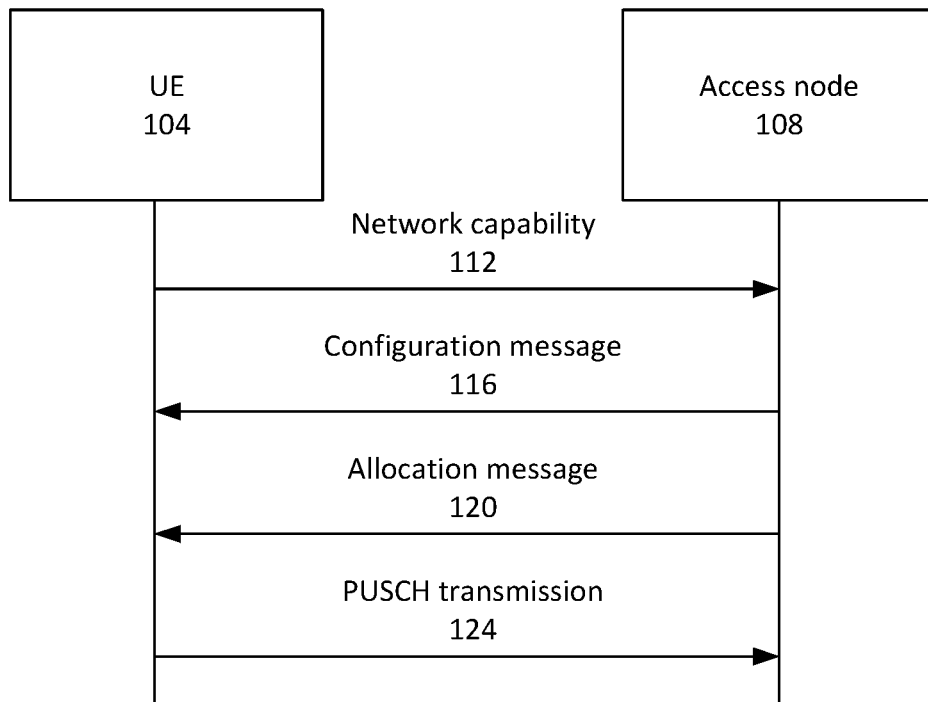 UE
104
Access node
108
Network capability
112
Configuration message
116
Allocation message
120
PUSCH transmission
124